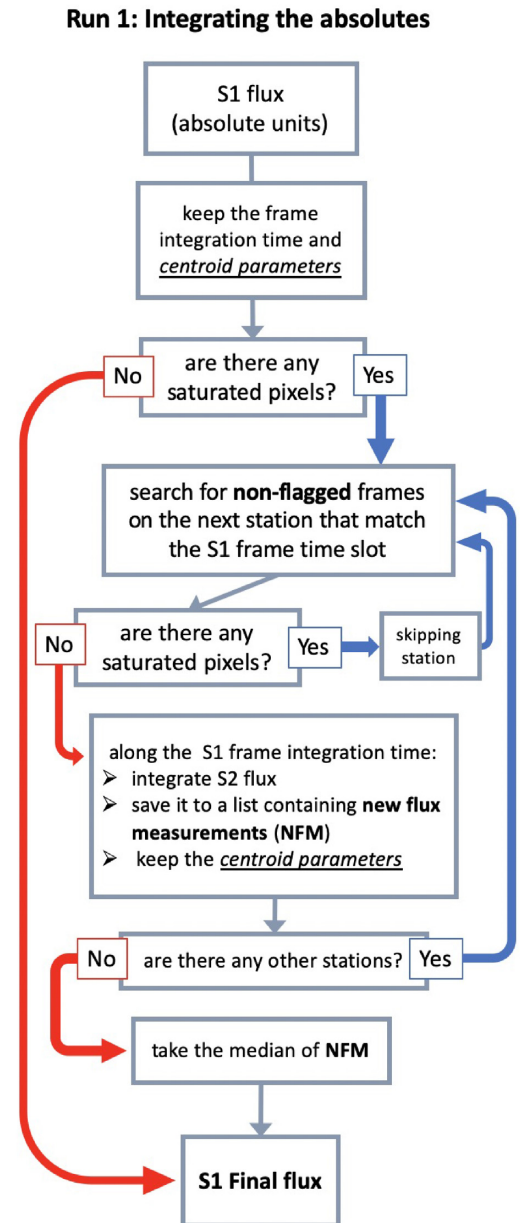 Run 1: Integrating the absolutes
S1 flux
(absolute units)
keep the frame
integration time and
centroid parameters
are there any
saturated pixels?
No
Yes
search for non-flagged frames
on the next station that match
the S1 frame time slot
are there any
saturated pixels?
No
Yes
skipping
station
along the S1 frame integration time:
➢ integrate S2 flux
➢ save it to a list containing new flux
measurements (NFM)
➢ keep the centroid parameters
No
are there any other stations?
Yes
take the median of NFM
S1 Final flux